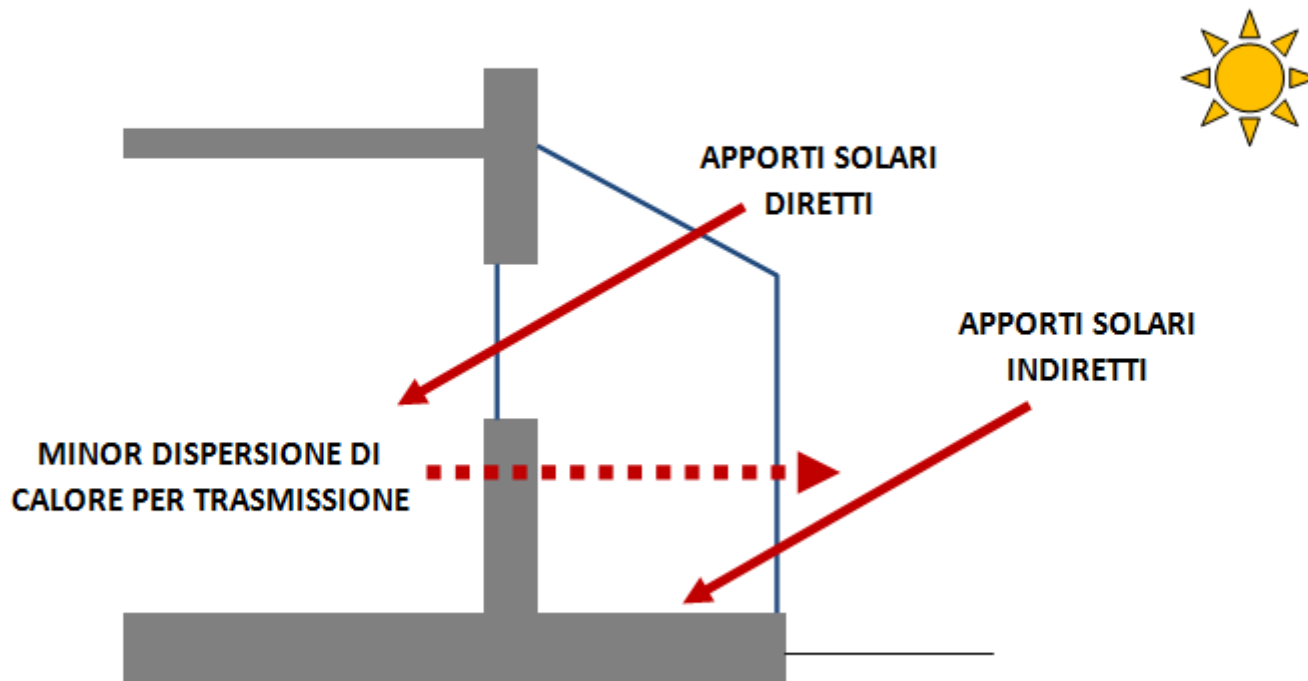 APPORTI SOLARI
DIRETTI
APPORTI SOLARI
INDIRETTI
MINOR DISPERSIONE DI
CALORE PER TRASMISSIONE